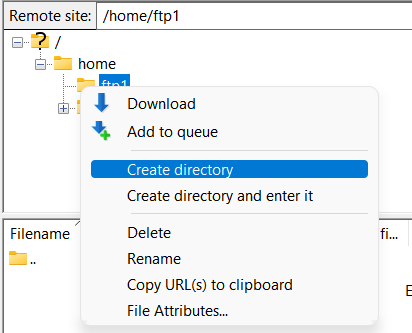 Remote site: /home/ftp1
/
home
ftp1
Download
Add to queue
Create directory
Create directory and enter it
Delete
Rename
Copy URL(s) to clipboard
File Attributes...
Filename
fi...
..
E